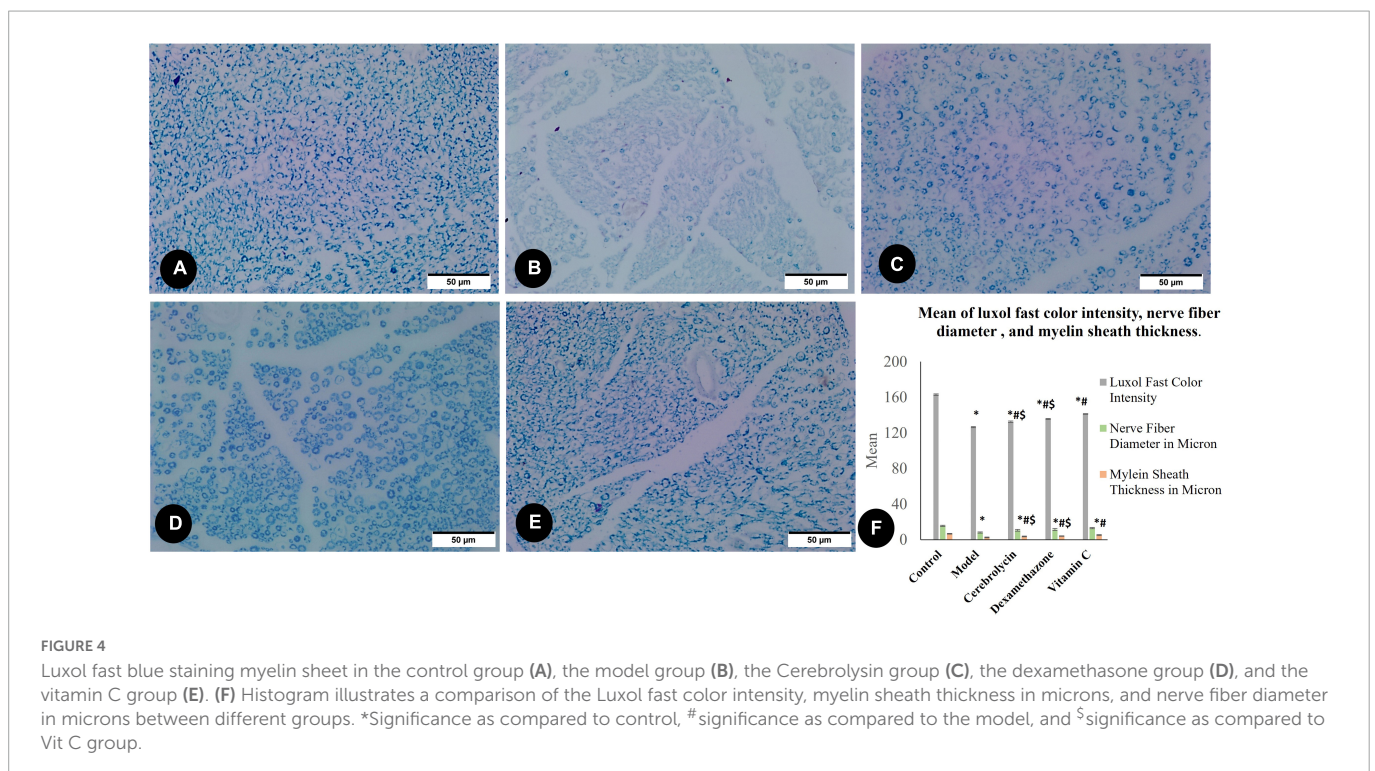 A
50 µm
B
50 µm
C
50 µm
D
50 µm
E
50 µm
Mean of luxol fast color intensity, nerve fiber
diameter , and myelin sheath thickness.
200
160
120
80
40
0
Mean
*
*#$
*#$
*#
*
*#$
*#$
*#
Luxol Fast Color
Intensity
Nerve Fiber
Diameter in Micron
Mylein Sheath
Thickness in Micron
F
Control
Model
Cerebrolycin
Dexamethazone
Vitamin C
FIGURE 4
Luxol fast blue staining myelin sheet in the control group (A), the model group (B), the Cerebrolysin group (C), the dexamethasone group (D), and the
vitamin C group (E). (F) Histogram illustrates a comparison of the Luxol fast color intensity, myelin sheath thickness in microns, and nerve fiber diameter
in microns between different groups. *Significance as compared to control, #significance as compared to the model, and $significance as compared to
Vit C group.